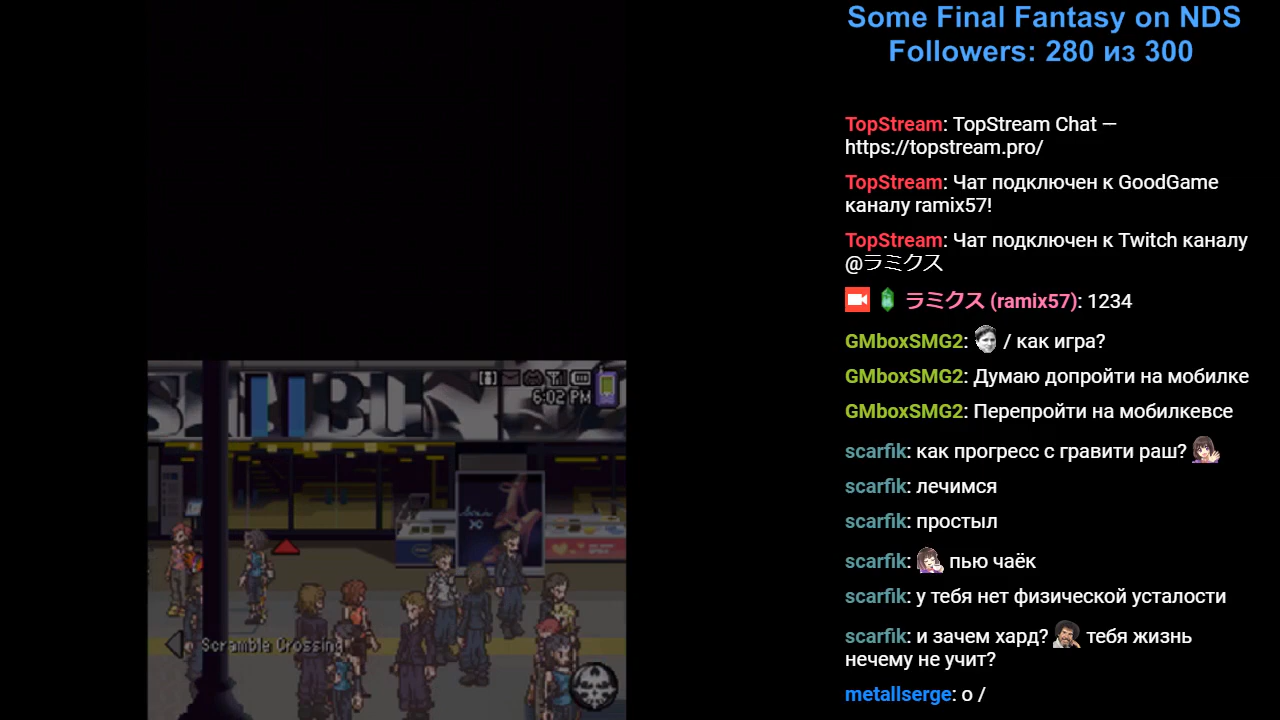 Some Final Fantasy on NDS
Followers: 280 из 300
TopStream: TopStream Chat —
https://topstream.pro/
TopStream: Чат подключен к GoodGame
каналу ramix57!
TopStream: Чат подключен к Twitch каналу
@ラミクス
ラミクス (ramix57): 1234
GMboxSMG2: / как игра?
GMboxSMG2: Думаю допройти на мобилке
GMboxSMG2: Перепройти на мобилкевсе
scarfik: как прогресс с гравити раш?
scarfik: лечимся
scarfik: простыл
scarfik: пью чаёк
scarfik: у тебя нет физической усталости
scarfik: и зачем хард? тебя жизнь
нечему не учит?
metallserge: o /
6:02 PM
Scramble Crossing